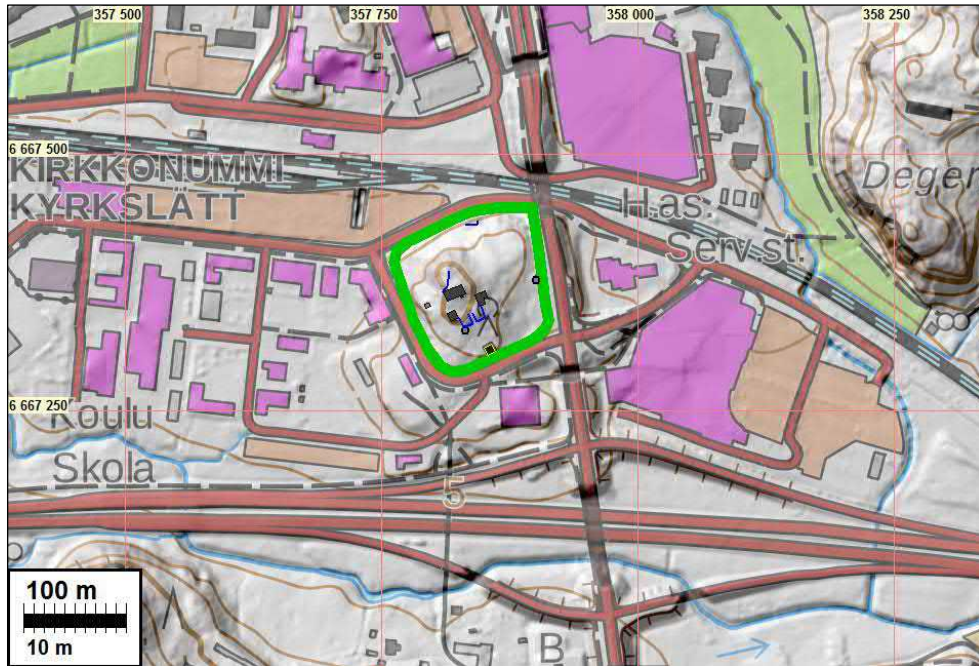 357 500
357 750
358 000
358 250
6 667 500
KIRKKONUMMI
KYRKSLÄTT
H.as.
Serv.st.
Deger
6 667 250
Koulu
Skola
5
B
100 m
10 m